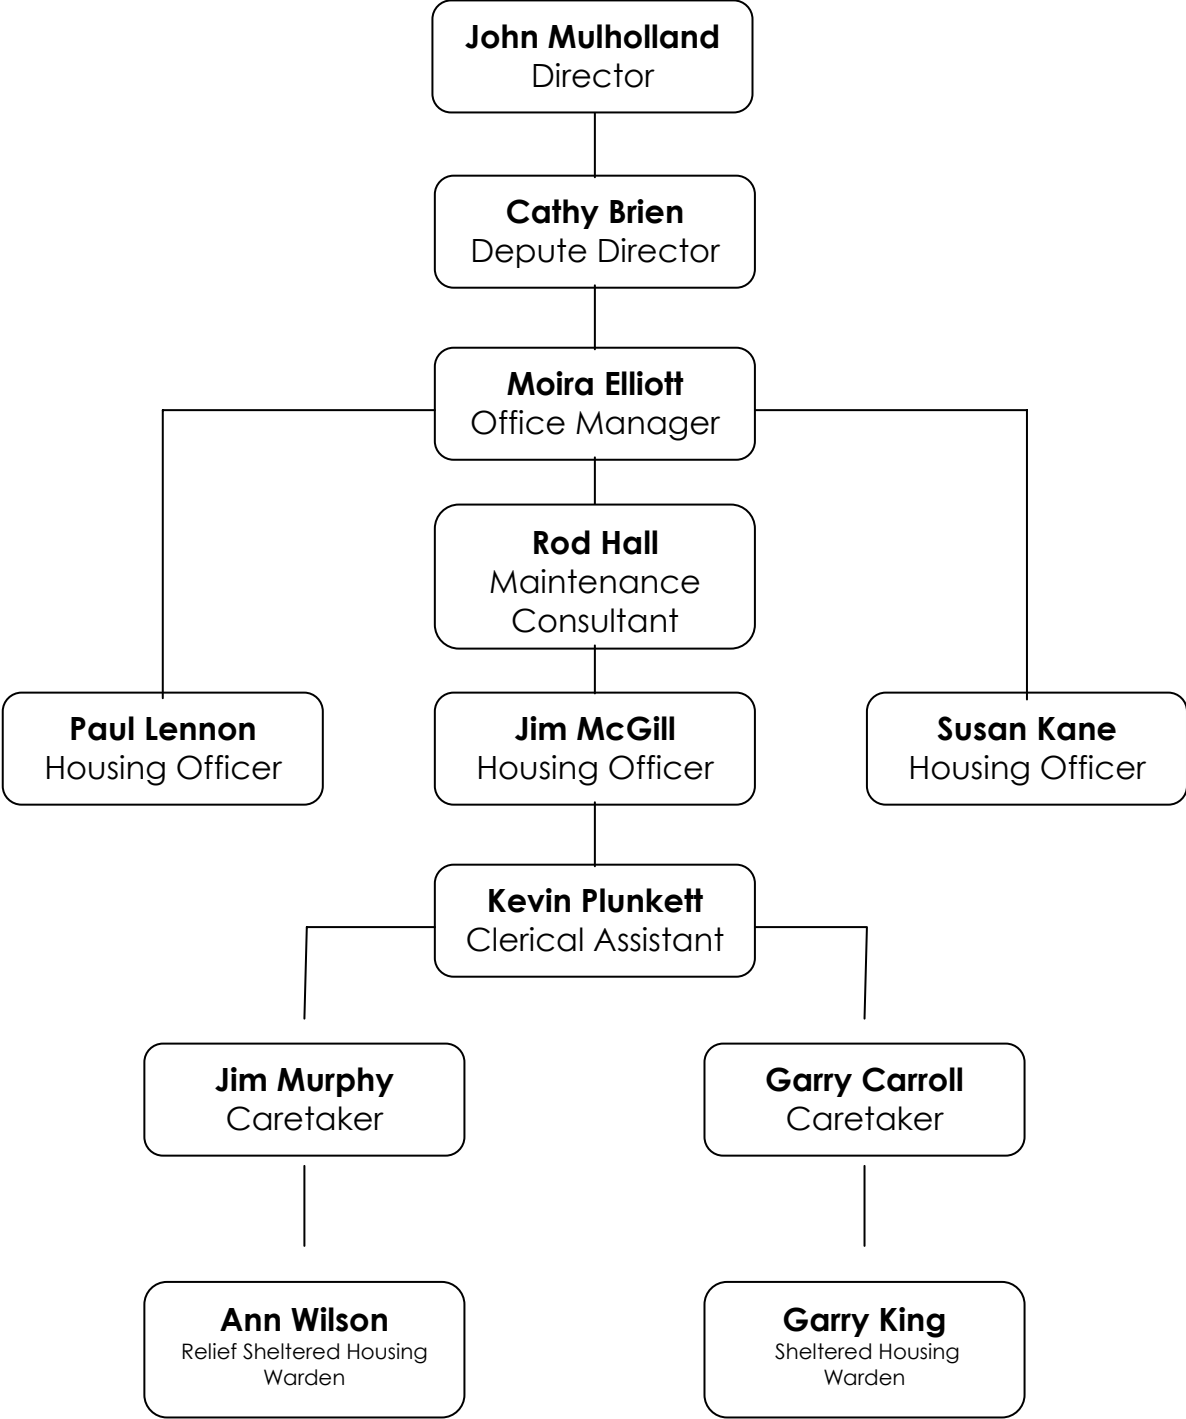 John Mulholland
Director
Cathy Brien
Depute Director
Moira Elliott
Office Manager
Rod Hall
Maintenance
Consultant
Paul Lennon
Housing Officer
Jim McGill
Housing Officer
Susan Kane
Housing Officer
Kevin Plunkett
Clerical Assistant
Jim Murphy
Caretaker
Garry Carroll
Caretaker
Ann Wilson
Relief Sheltered Housing
Warden
Garry King
Sheltered Housing
Warden